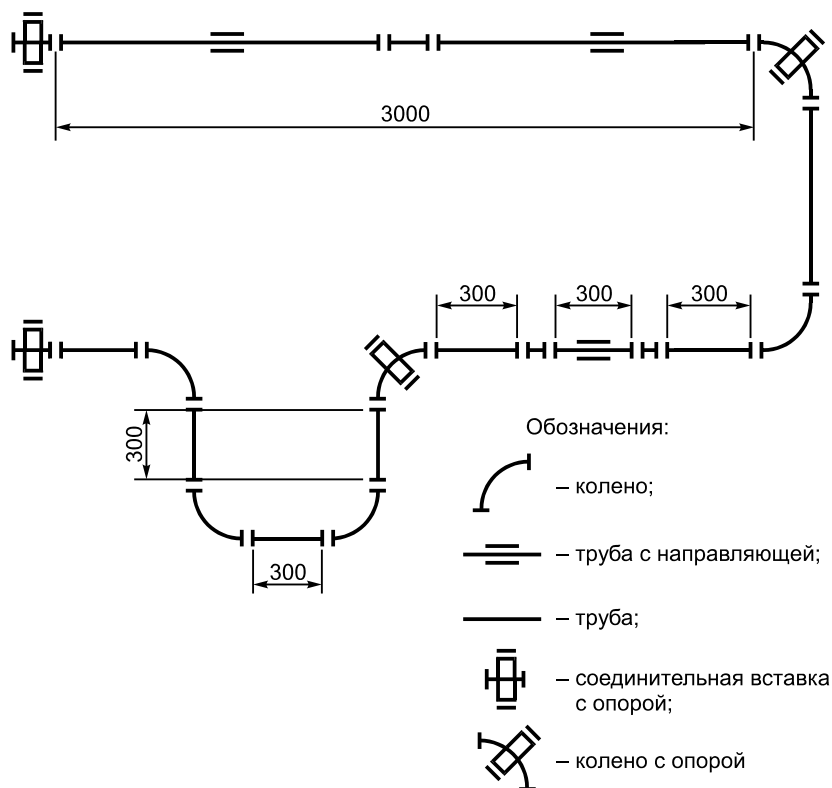 3000
300 300 300
300
300
Обозначения:
– колено;
– труба с направляющей;
– труба;
– соединительная вставка
с опорой;
– колено с опорой